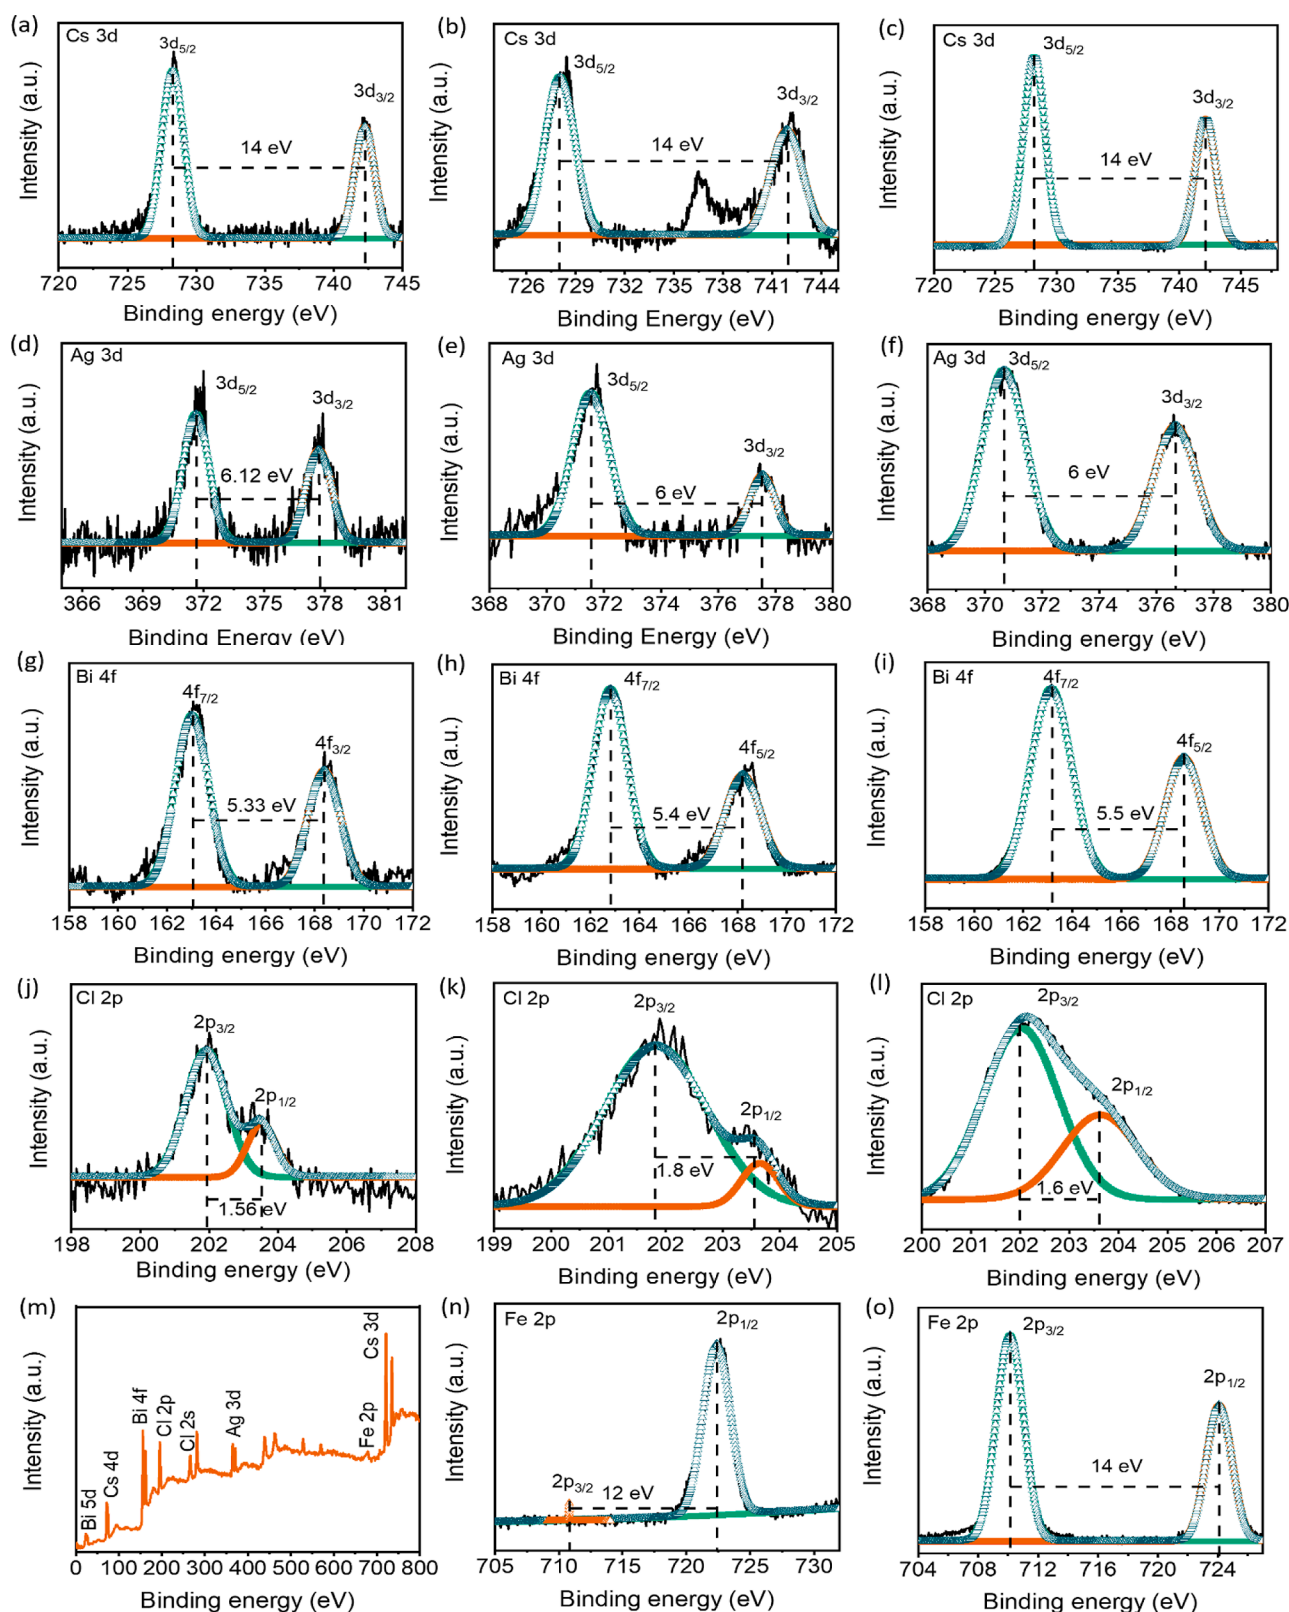 (a)
Cs 3d
3d5/2
3d3/2
14 eV
Intensity (a.u.)
720 725 730 735 740 745
Binding energy (eV)
(b)
Cs 3d
3d5/2
3d3/2
14 eV
Intensity (a.u.)
726 729 732 735 738 741 744
Binding Energy (eV)
(c)
Cs 3d
3d5/2
3d3/2
14 eV
Intensity (a.u.)
720 725 730 735 740 745
Binding energy (eV)
(d)
Ag 3d
3d5/2
3d3/2
6.12 eV
Intensity (a.u.)
366 369 372 375 378 381
Binding Energy (eV)
(e)
Ag 3d
3d5/2
3d3/2
6 eV
Intensity (a.u.)
368 370 372 374 376 378 380
Binding Energy (eV)
(f)
Ag 3d
3d5/2
3d3/2
6 eV
Intensity (a.u.)
368 370 372 374 376 378 380
Binding energy (eV)
(g)
Bi 4f
4f7/2
4f3/2
5.33 eV
Intensity (a.u.)
158 160 162 164 166 168 170 172
Binding energy (eV)
(h)
Bi 4f
4f7/2
4f5/2
5.4 eV
Intensity (a.u.)
158 160 162 164 166 168 170 172
Binding energy (eV)
(i)
Bi 4f
4f7/2
4f5/2
5.5 eV
Intensity (a.u.)
158 160 162 164 166 168 170 172
Binding energy (eV)
(j)
Cl 2p
2p3/2
2p1/2
1.56 eV
Intensity (a.u.)
198 200 202 204 206 208
Binding energy (eV)
(k)
Cl 2p
2p3/2
2p1/2
1.8 eV
Intensity (a.u.)
199 200 201 202 203 204 205
Binding energy (eV)
(l)
Cl 2p
2p3/2
2p1/2
1.6 eV
Intensity (a.u.)
200 201 202 203 204 205 206 207
Binding energy (eV)
(m)
Bi 5d
Cs 4d
Bi 4f
Cl 2p
Cl 2s
Ag 3d
Fe 2p
Cs 3d
Intensity (a.u.)
0 100 200 300 400 500 600 700 800
Binding energy (eV)
(n)
Fe 2p
2p1/2
2p3/2
12 eV
Intensity (a.u.)
705 710 715 720 725 730
Binding energy (eV)
(o)
Fe 2p
2p3/2
2p1/2
14 eV
Intensity (a.u.)
704 708 712 716 720 724
Binding energy (eV)